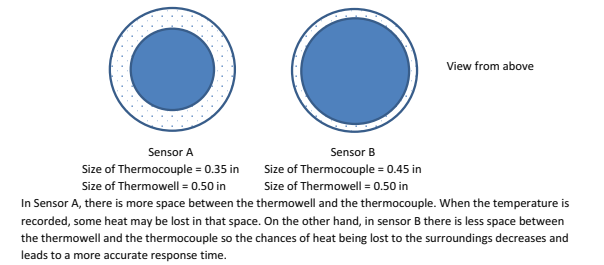 View from above
Sensor A
Sensor B
Size of Thermocouple = 0.35 in
Size of Thermocouple = 0.45 in
Size of Thermowell = 0.50 in
Size of Thermowell = 0.50 in
In Sensor A, there is more space between the thermowell and the thermocouple. When the temperature is
recorded, some heat may be lost in that space. On the other hand, in sensor B there is less space between
the thermowell and the thermocouple so the chances of heat being lost to the surroundings decreases and
leads to a more accurate response time.